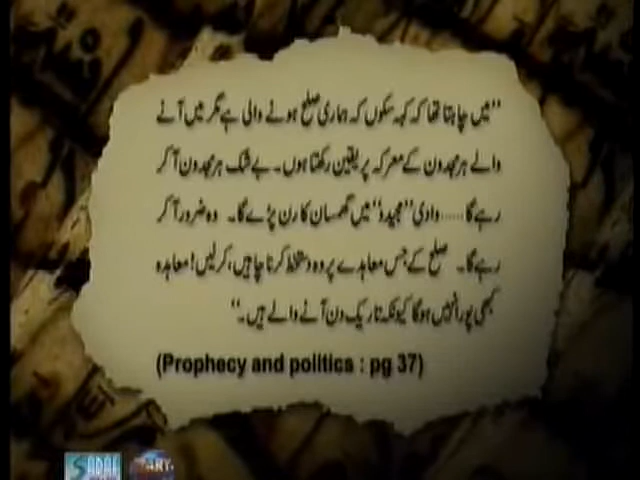 "میں چاہتا تھا کہ کہہ سکوں کہ ہماری صلح ہونے والی ہے مگر میں آنے
والے ہرمجدون کے معرکہ پر یقین رکھتا ہوں۔ بے شک ہرمجدون آ کر
رہے گا.....وادی "مجیدو" میں گھمسان کا رن پڑے گا۔ وہ ضرور آ کر
رہے گا۔ صلح کے جس معاہدے پر وہ دستخط کرنا چاہیں، کر لیں! معاہدہ
کبھی پورا نہیں ہوگا کیونکہ تاریک دن آنے والے ہیں۔"
(Prophecy and politics : pg 37)